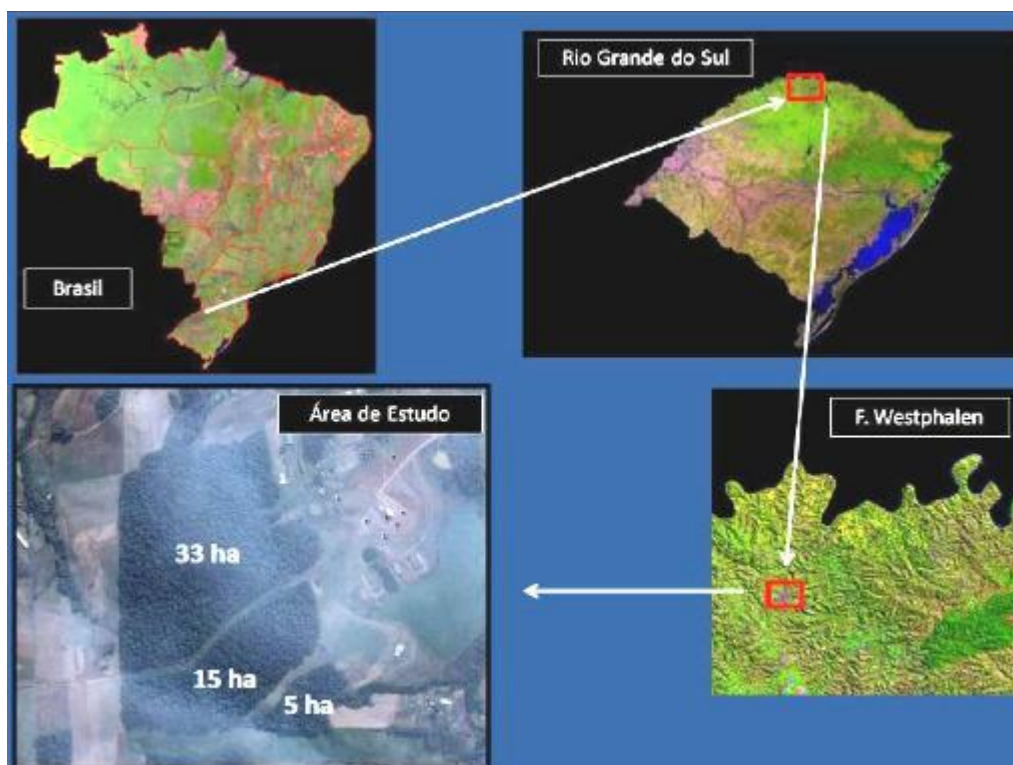 Brasil
Rio Grande do Sul
Área de Estudo
33 ha
15 ha
5 ha
F. Westphalen